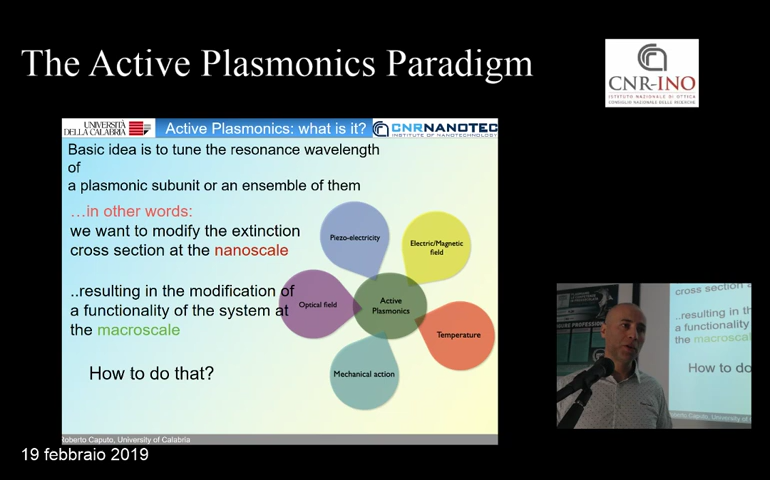 The Active Plasmonics Paradigm
CNR-INO
ISTITUTO NAZIONALE DI OTTICA
CONSIGLIO NAZIONALE DELLE RICERCHE
UNIVERSITÀ
DELLA CALABRIA
Active Plasmonics: what is it?
CNRNANOTEC
INSTITUTE OF NANOTECHNOLOGY
Basic idea is to tune the resonance wavelength
of
a plasmonic subunit or an ensemble of them
...in other words:
we want to modify the extinction
cross section at the nanoscale
..resulting in the modification of
a functionality of the system at
the macroscale
How to do that?
Piezo-electricity
Electric/Magnetic
field
Optical field
Active
Plasmonics
Temperature
Mechanical action
Roberto Caputo, University of Calabria
19 febbraio 2019
cross section
..resulting in th
a functionality
the macrosca
How to do